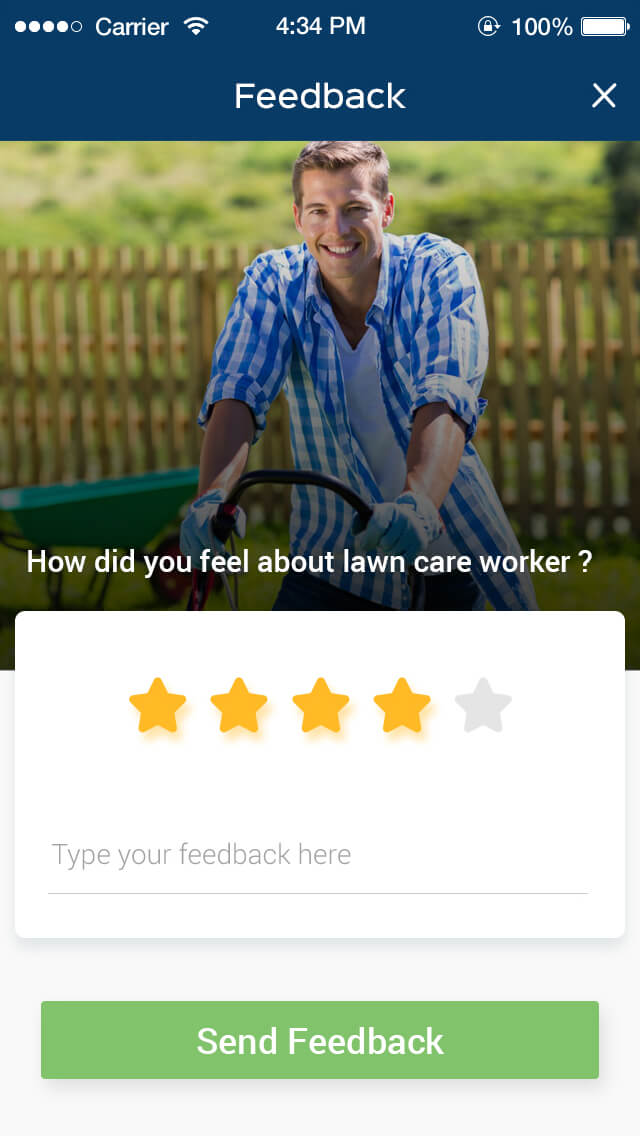 Carrier 4:34 PM 100%
Feedback
How did you feel about lawn care worker ?
Type your feedback here
Send Feedback